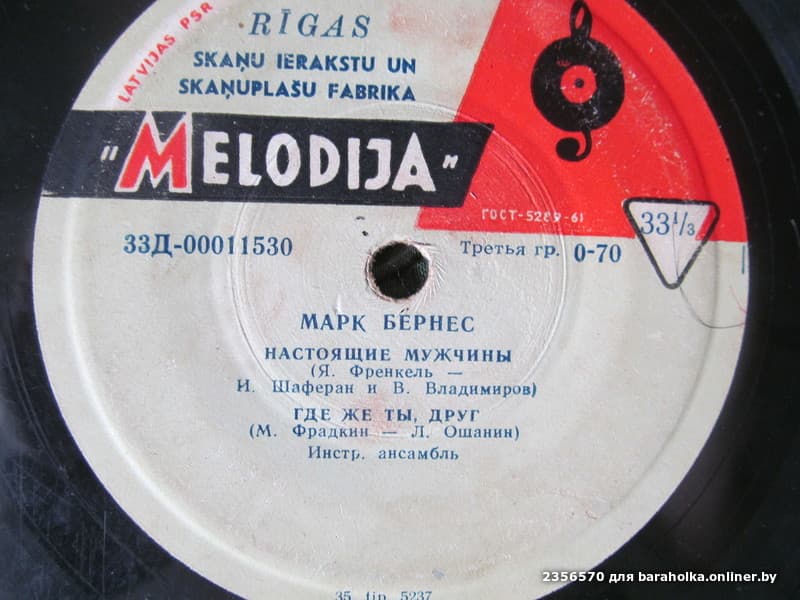 LATVIJAS PSR
RĪGAS
SKAŅU IERAKSTU UN
SKAŅUPLAŠU FABRIKA
"MELODIJA"
ГОСТ-5289-61
33Д-00011530
Третья гр. 0-70
33⅓
МАРК БЕРНЕС
НАСТОЯЩИЕ МУЖЧИНЫ
(Я. Френкель —
И. Шаферан и В. Владимиров)
ГДЕ ЖЕ ТЫ, ДРУГ
(М. Фрадкин — Л. Ошанин)
Инстр. ансамбль
35 tip 5237
2356570 для baraholka.onliner.by